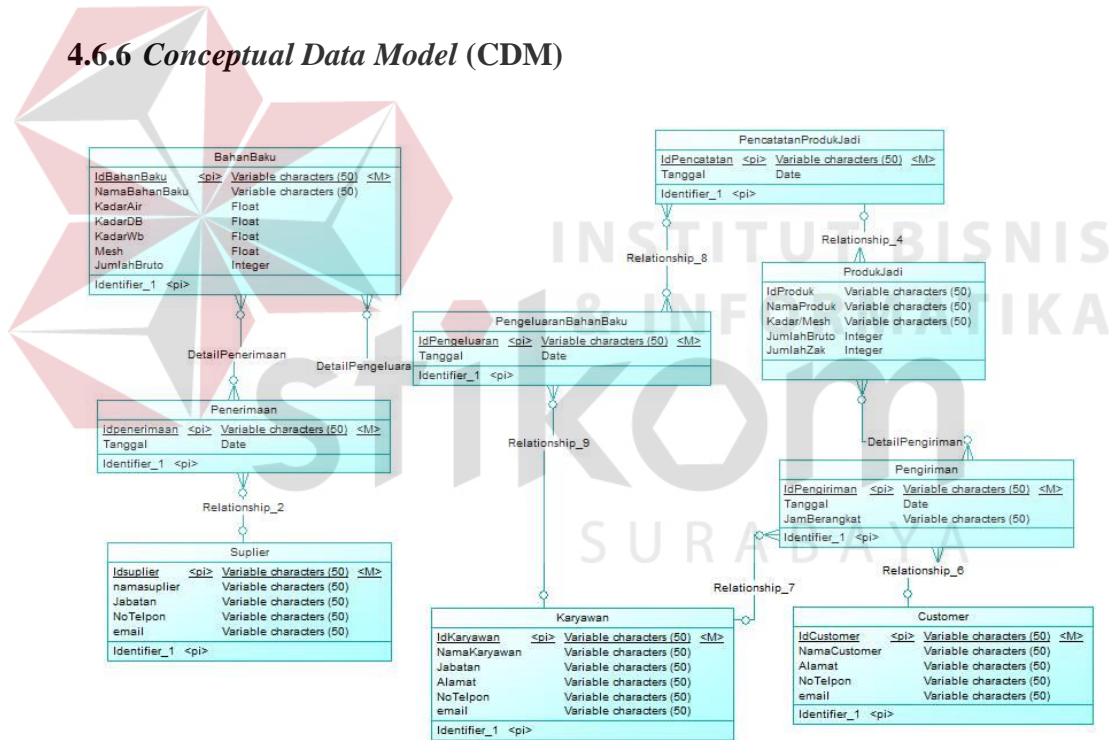 4.6.6 Conceptual Data Model (CDM)
BahanBaku
IdBahanBaku <pi> Variable characters (50) <M>
NamaBahanBaku Variable characters (50)
KadarAir Float
KadarDB Float
KadarWb Float
Mesh Float
JumlahBruto Integer
Identifier_1 <pi>
PencatatanProdukJadi
IdPencatatan <pi> Variable characters (50) <M>
Tanggal Date
Identifier_1 <pi>
INSTITUT BISNIS
& INFORMATIKA
stikom
SURABAYA
Relationship_8
Relationship_4
ProdukJadi
IdProduk Variable characters (50)
NamaProduk Variable characters (50)
Kadar/Mesh Variable characters (50)
JumlahBruto Integer
JumlahZak Integer
PengeluaranBahanBaku
IdPengeluaran <pi> Variable characters (50) <M>
Tanggal Date
Identifier_1 <pi>
DetailPenerimaan
DetailPengeluara
Penerimaan
Idpenerimaan <pi> Variable characters (50) <M>
Tanggal Date
Identifier_1 <pi>
Relationship_9
DetailPengiriman
Pengiriman
IdPengiriman <pi> Variable characters (50) <M>
Tanggal Date
JamBerangkat Variable characters (50)
Identifier_1 <pi>
Relationship_2
Suplier
Idsuplier <pi> Variable characters (50) <M>
namasuplier Variable characters (50)
Jabatan Variable characters (50)
NoTelpon Variable characters (50)
email Variable characters (50)
Identifier_1 <pi>
Relationship_7
Relationship_6
Karyawan
IdKaryawan <pi> Variable characters (50) <M>
NamaKaryawan Variable characters (50)
Jabatan Variable characters (50)
Alamat Variable characters (50)
NoTelpon Variable characters (50)
email Variable characters (50)
Identifier_1 <pi>
Customer
IdCustomer <pi> Variable characters (50) <M>
NamaCustomer Variable characters (50)
Alamat Variable characters (50)
NoTelpon Variable characters (50)
email Variable characters (50)
Identifier_1 <pi>